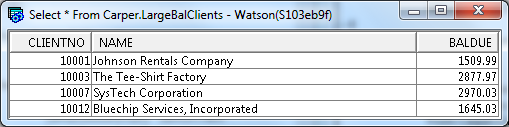 Select * From Carper.LargeBalClients - Watson(S103eb9f)
CLIENTNO NAME BALDUE
10001 Johnson Rentals Company 1509.99
10003 The Tee-Shirt Factory 2877.97
10007 SysTech Corporation 2970.03
10012 Bluechip Services, Incorporated 1645.03